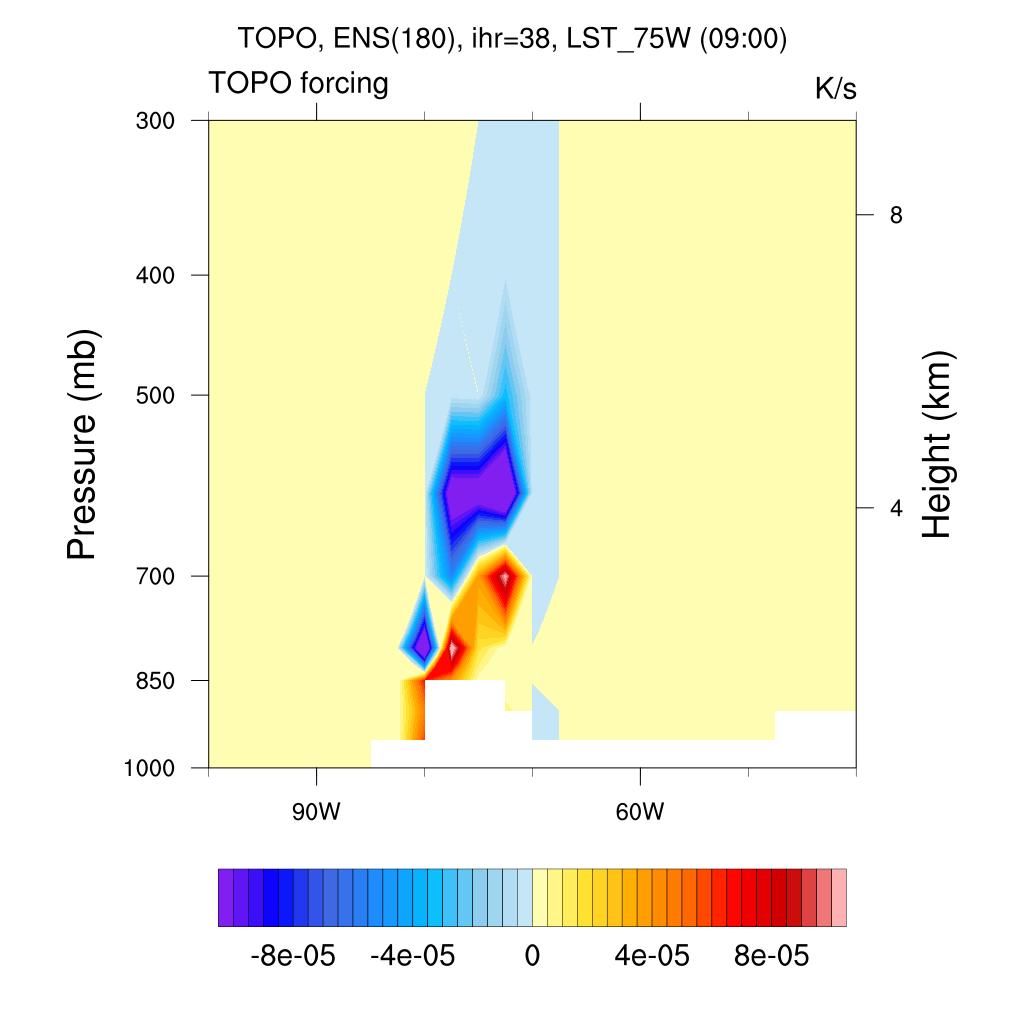 TOPO, ENS(180), ihr=38, LST_75W (09:00)
TOPO forcing
K/s
300
400
500
700
850
1000
Pressure (mb)
8
4
Height (km)
90W
60W
-8e-05
-4e-05
0
4e-05
8e-05